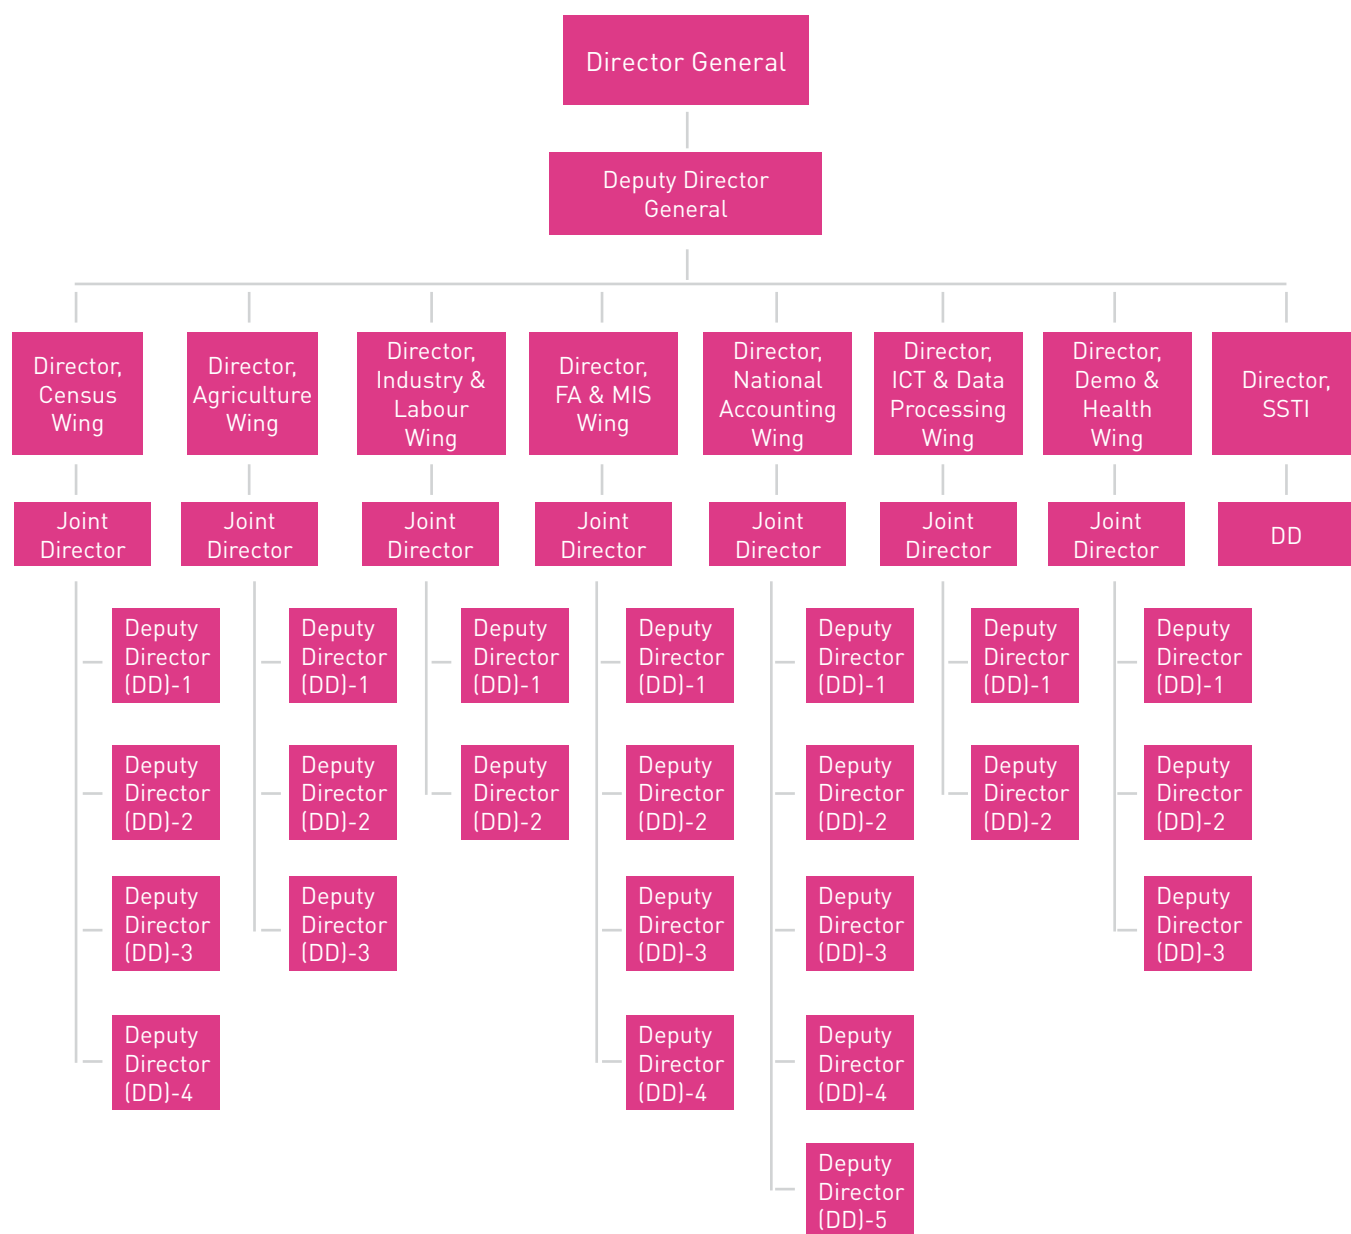 Director General
Deputy Director
General
Director,
Census
Wing
Director,
Agriculture
Wing
Director,
Industry &
Labour
Wing
Director,
FA & MIS
Wing
Director,
National
Accounting
Wing
Director,
ICT & Data
Processing
Wing
Director,
Demo &
Health
Wing
Director,
SSTI
Joint
Director
Joint
Director
Joint
Director
Joint
Director
Joint
Director
Joint
Director
Joint
Director
DD
Deputy
Director
(DD)-1
Deputy
Director
(DD)-1
Deputy
Director
(DD)-1
Deputy
Director
(DD)-1
Deputy
Director
(DD)-1
Deputy
Director
(DD)-1
Deputy
Director
(DD)-1
Deputy
Director
(DD)-2
Deputy
Director
(DD)-2
Deputy
Director
(DD)-2
Deputy
Director
(DD)-2
Deputy
Director
(DD)-2
Deputy
Director
(DD)-2
Deputy
Director
(DD)-2
Deputy
Director
(DD)-3
Deputy
Director
(DD)-3
Deputy
Director
(DD)-3
Deputy
Director
(DD)-3
Deputy
Director
(DD)-3
Deputy
Director
(DD)-4
Deputy
Director
(DD)-4
Deputy
Director
(DD)-4
Deputy
Director
(DD)-5